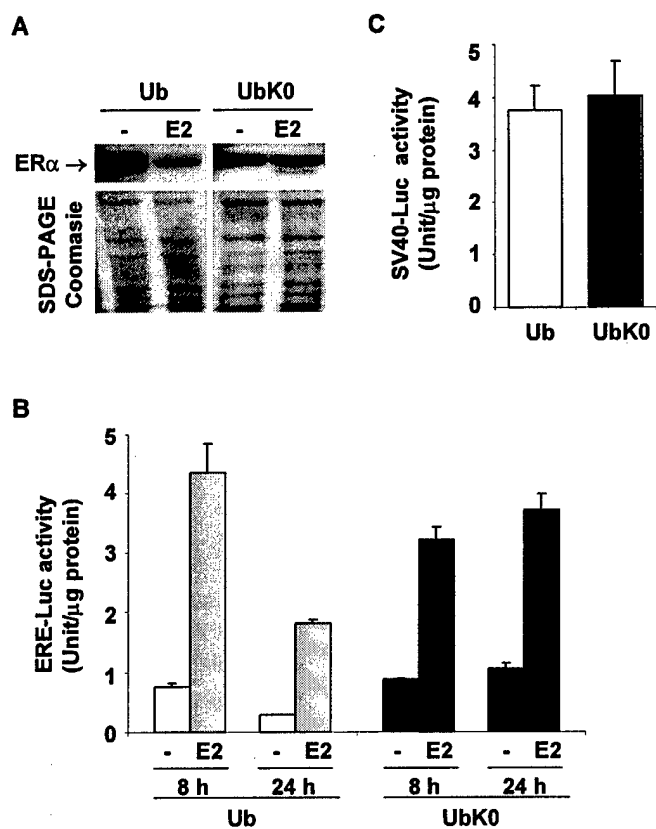 A
Ub UbK0
- E2 - E2
ERα →
SDS-PAGE
Coomasie
C
SV40-Luc activity
(Unit/μg protein)
5
4
3
2
1
0
Ub UbK0
B
ERE-Luc activity
(Unit/μg protein)
5
4
3
2
1
0
- E2 - E2 - E2 - E2
8 h 24 h 8 h 24 h
Ub UbK0